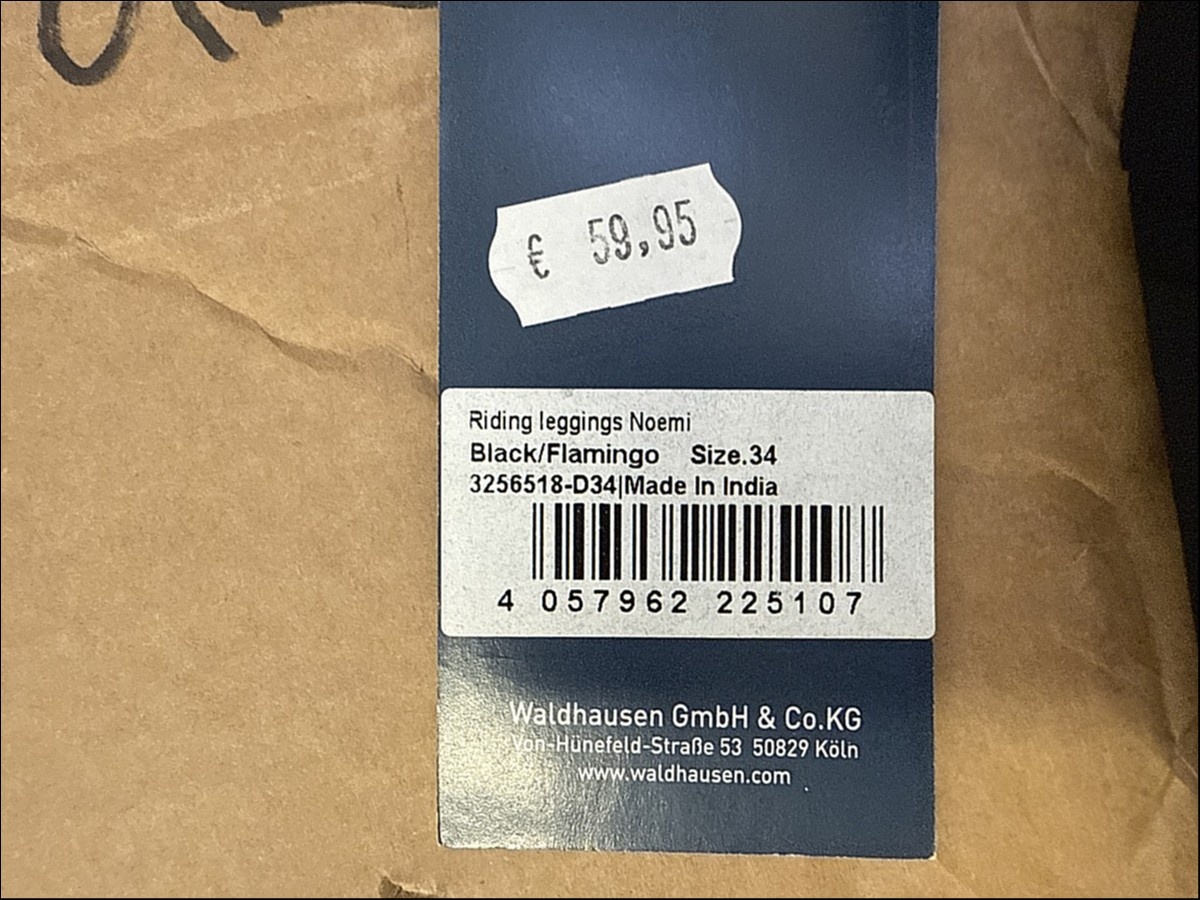 € 59,95
Riding leggings Noemi
Black/Flamingo Size.34
3256518-D34|Made In India
4 057962 225107
Waldhausen GmbH & Co.KG
Von-Hünefeld-Straße 53 50829 Köln
www.waldhausen.com